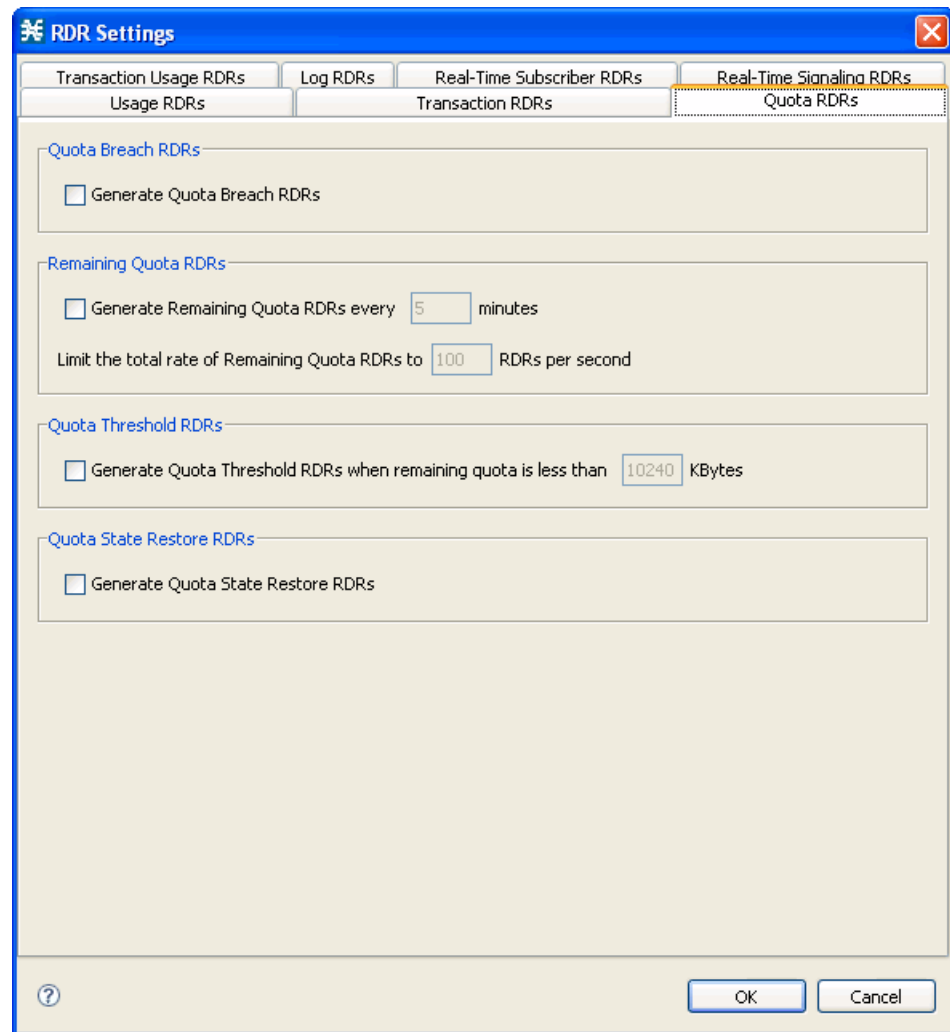 RDR Settings
Transaction Usage RDRs Log RDRs Real-Time Subscriber RDRs Real-Time Signaling RDRs
Usage RDRs Transaction RDRs Quota RDRs
Quota Breach RDRs
Generate Quota Breach RDRs
Remaining Quota RDRs
Generate Remaining Quota RDRs every 5 minutes
Limit the total rate of Remaining Quota RDRs to 100 RDRs per second
Quota Threshold RDRs
Generate Quota Threshold RDRs when remaining quota is less than 10240 KBytes
Quota State Restore RDRs
Generate Quota State Restore RDRs
? OK Cancel